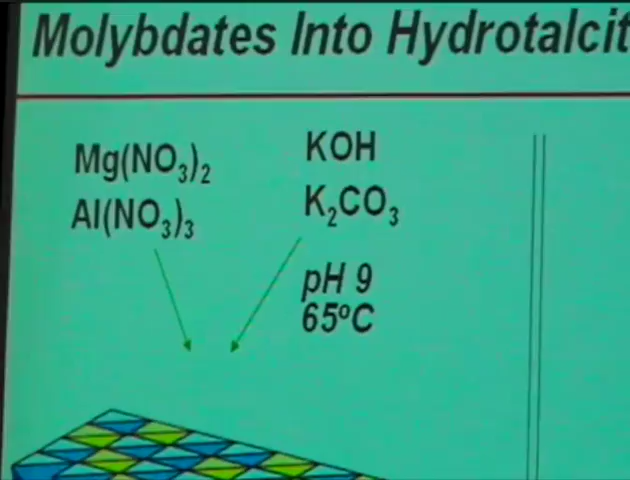 Molybdates Into Hydrotalcit
Mg(NO₃)₂
Al(NO₃)₃
KOH
K₂CO₃
pH 9
65ºC